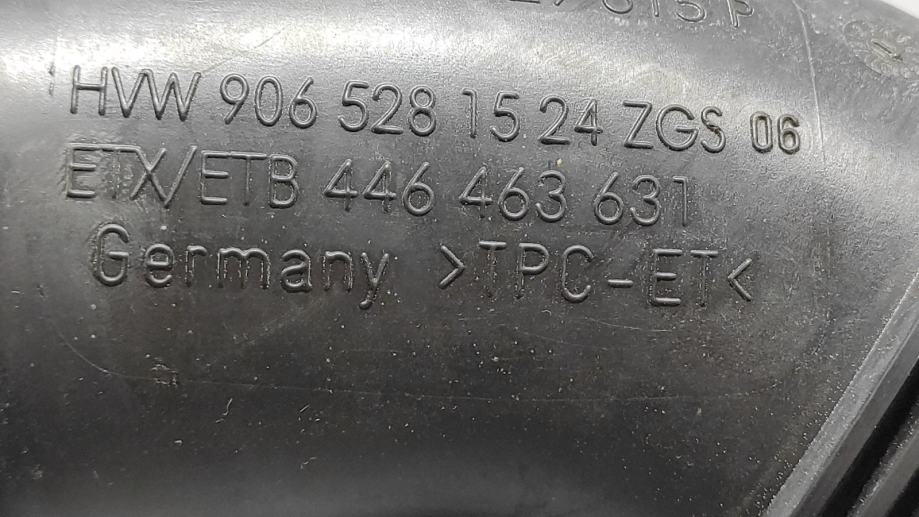 HVW 906 528 15 24 ZGS 06
ETX/ETB 446 463 631
Germany >TPC-ET<